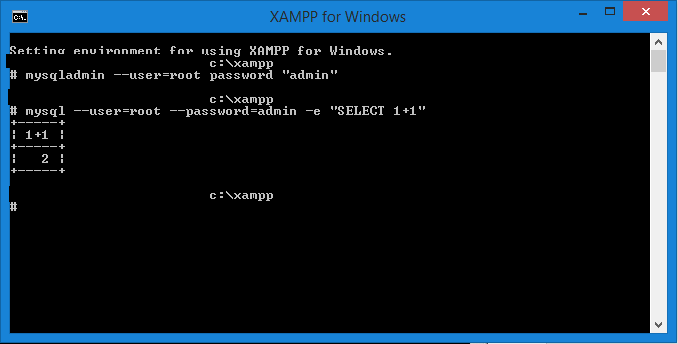 XAMPP for Windows
Setting environment for using XAMPP for Windows.
c:\xampp
# mysqladmin --user=root password "admin"
c:\xampp
# mysql --user=root --password=admin -e "SELECT 1+1"
+-----+
| 1+1 |
+-----+
|   2 |
+-----+
c:\xampp
#